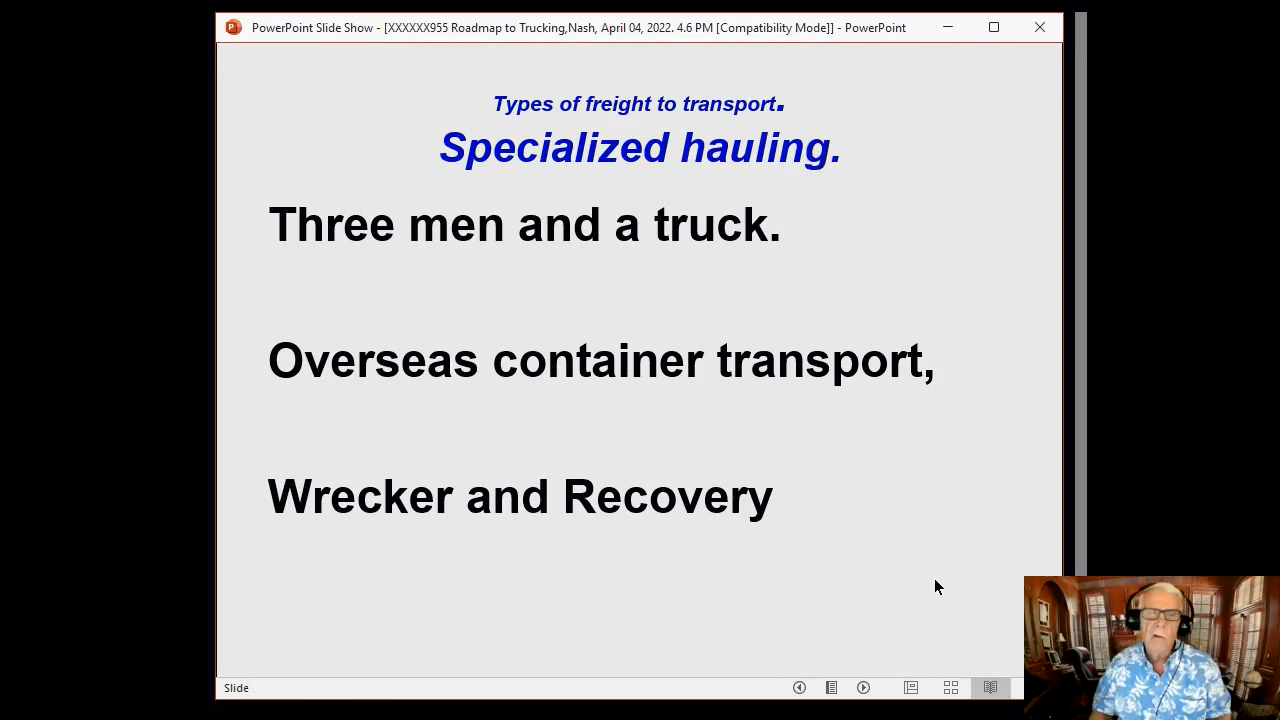 PowerPoint Slide Show - [XXXXXX955 Roadmap to Trucking,Nash, April 04, 2022. 4.6 PM [Compatibility Mode]] - PowerPoint
Types of freight to transport.
Specialized hauling.
Three men and a truck.
Overseas container transport,
Wrecker and Recovery
Slide